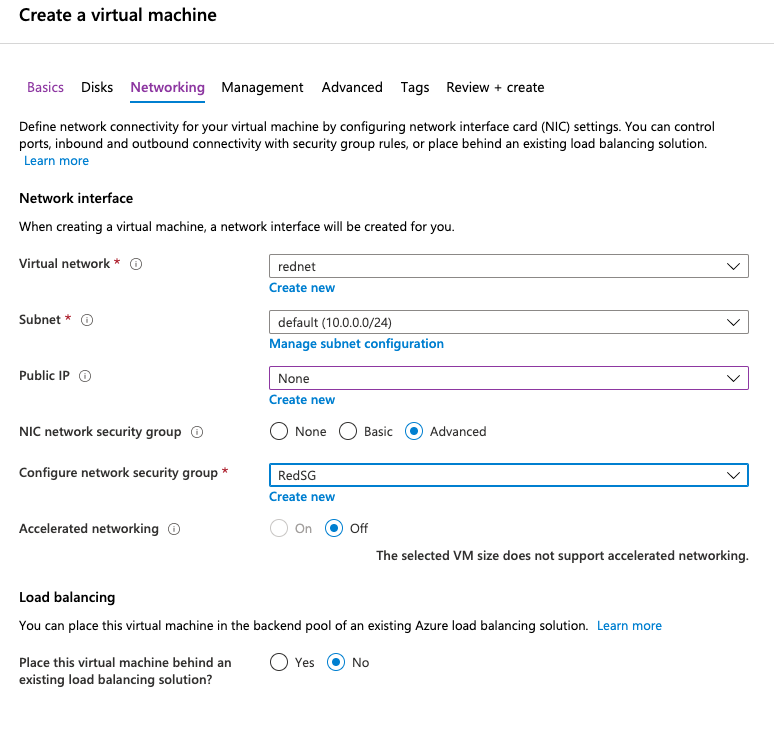 Create a virtual machine
Basics Disks Networking Management Advanced Tags Review + create
Define network connectivity for your virtual machine by configuring network interface card (NIC) settings. You can control
ports, inbound and outbound connectivity with security group rules, or place behind an existing load balancing solution.
Learn more
Network interface
When creating a virtual machine, a network interface will be created for you.
Virtual network * rednet
Create new
Subnet * default (10.0.0.0/24)
Manage subnet configuration
Public IP None
Create new
NIC network security group None Basic Advanced
Configure network security group * RedSG
Create new
Accelerated networking On Off
The selected VM size does not support accelerated networking.
Load balancing
You can place this virtual machine in the backend pool of an existing Azure load balancing solution. Learn more
Place this virtual machine behind an Yes No
existing load balancing solution?